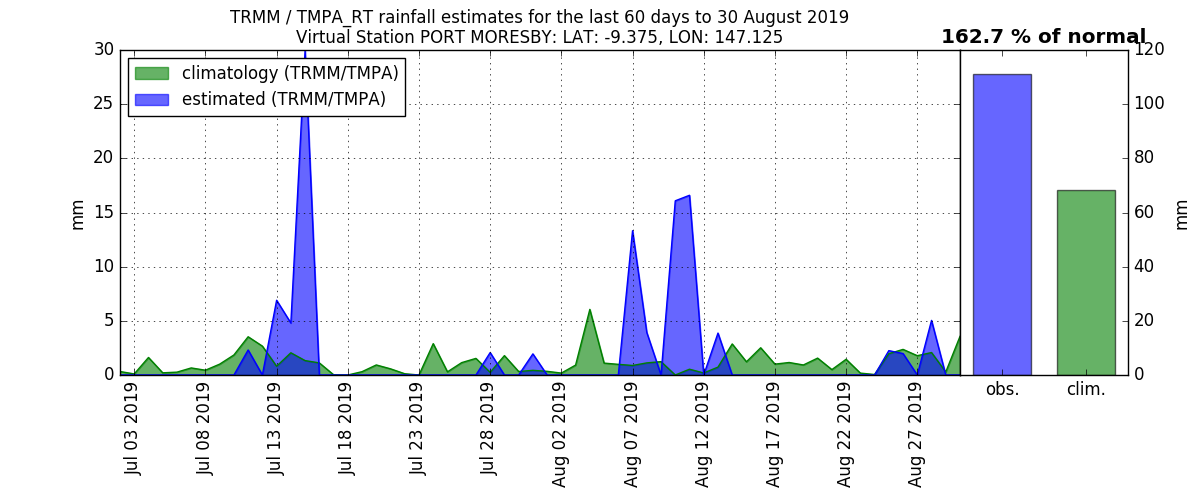 TRMM / TMPA_RT rainfall estimates for the last 60 days to 30 August 2019
Virtual Station PORT MORESBY: LAT: -9.375, LON: 147.125
162.7 % of normal
climatology (TRMM/TMPA)
estimated (TRMM/TMPA)
30
25
20
15
10
5
0
mm
Jul 03 2019
Jul 08 2019
Jul 13 2019
Jul 18 2019
Jul 23 2019
Jul 28 2019
Aug 02 2019
Aug 07 2019
Aug 12 2019
Aug 17 2019
Aug 22 2019
Aug 27 2019
120
100
80
60
40
20
0
mm
obs.
clim.